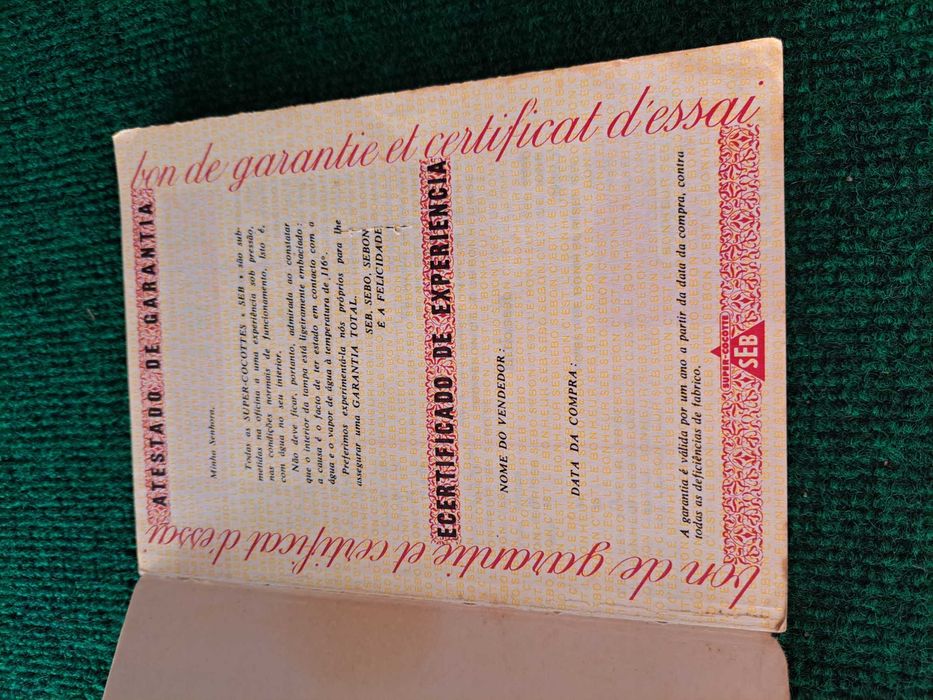 bon de garantie et certificat d'essai
ATESTADO DE GARANTIA
Minha Senhora,
Todas as SUPER-COCOTTES « SEB » são sub-
metidas na oficina a uma experiência sob pressão,
nas condições normais de funcionamento, isto é,
com água no seu interior.
Não deve ficar, portanto, admirada ao constatar
que o interior da tampa está ligeiramente embaciado :
a causa é o facto de ter estado em contacto com a
água e o vapor de água à temperatura de 116°.
Preferimos experimentá-la nós próprios para lhe
assegurar uma GARANTIA TOTAL.
SEB, SEBO, SEBON
É A FELICIDADE !
ECERTIFICADO DE EXPERIENCIA
NOME DO VENDEDOR :
DATA DA COMPRA :
A garantia é válida por um ano a partir da data da compra, contra
todas as deficiências de fabrico.
SUPER-COCOTTE
SEB
bon de garantie et certificat d'essai